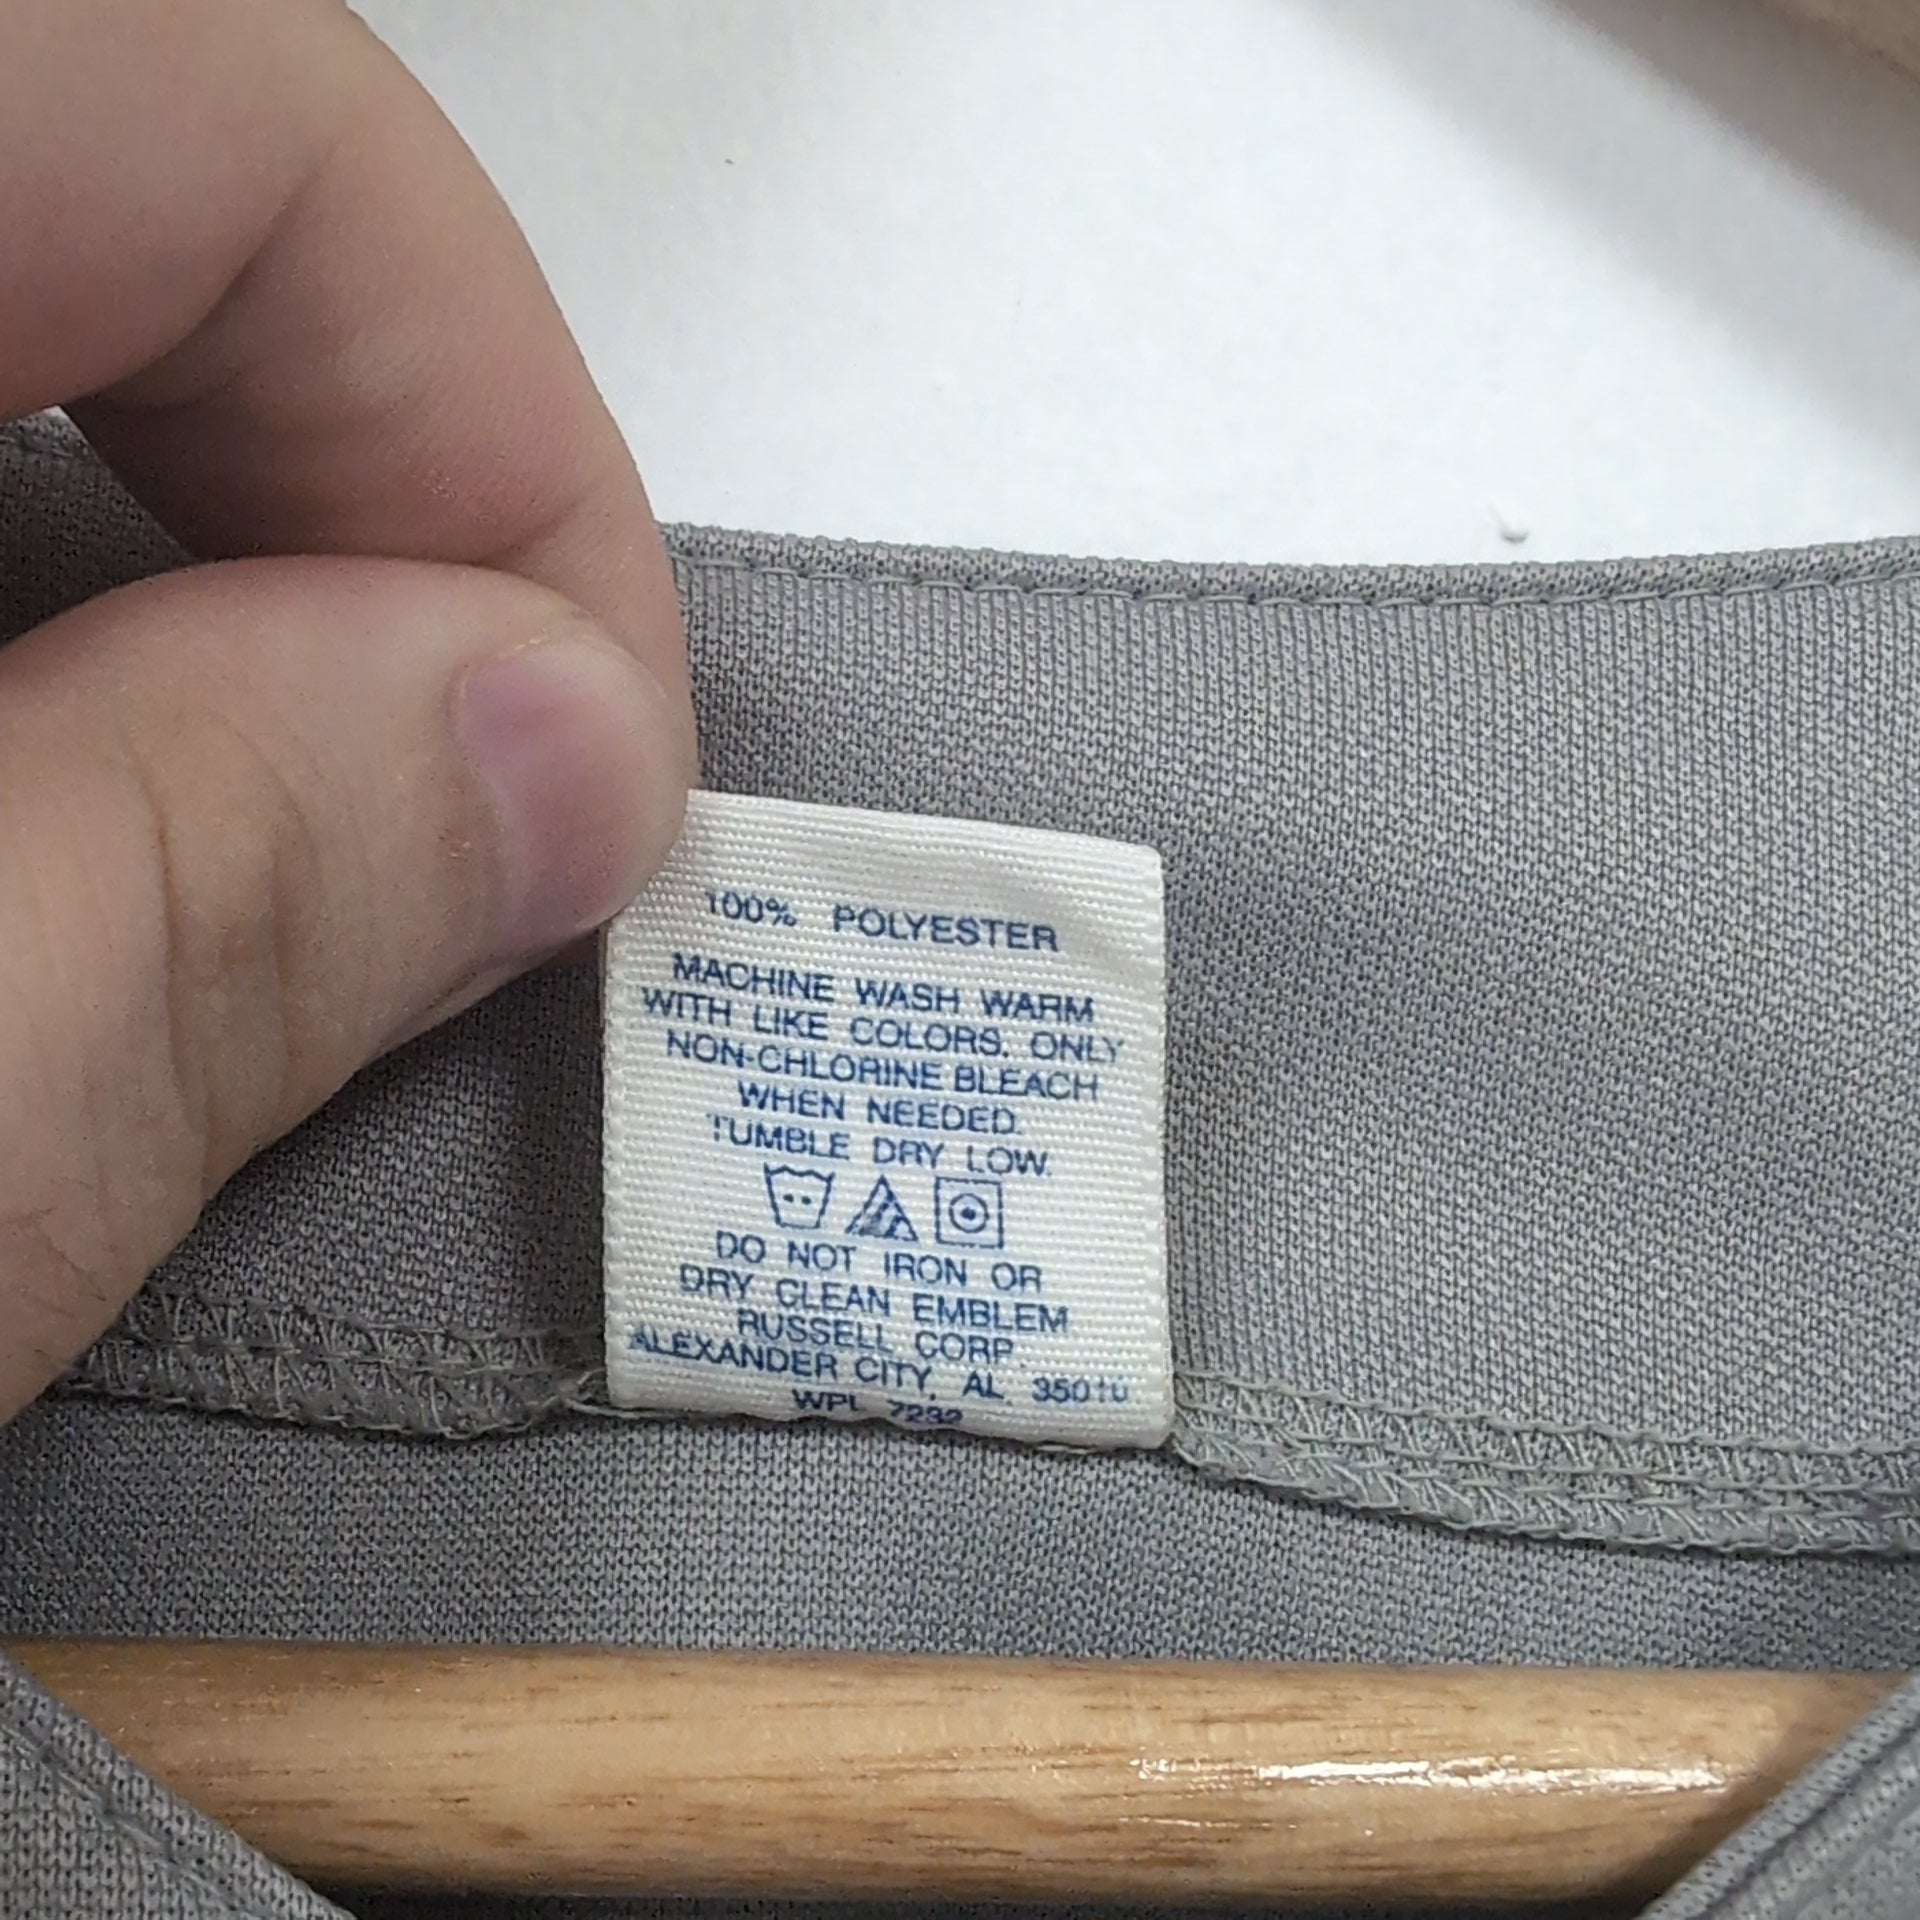 100% POLYESTER
MACHINE WASH WARM
WITH LIKE COLORS. ONLY
NON-CHLORINE BLEACH
WHEN NEEDED.
TUMBLE DRY LOW.
DO NOT IRON OR
DRY CLEAN EMBLEM
RUSSELL CORP.
ALEXANDER CITY, AL 35010
WPL 7232